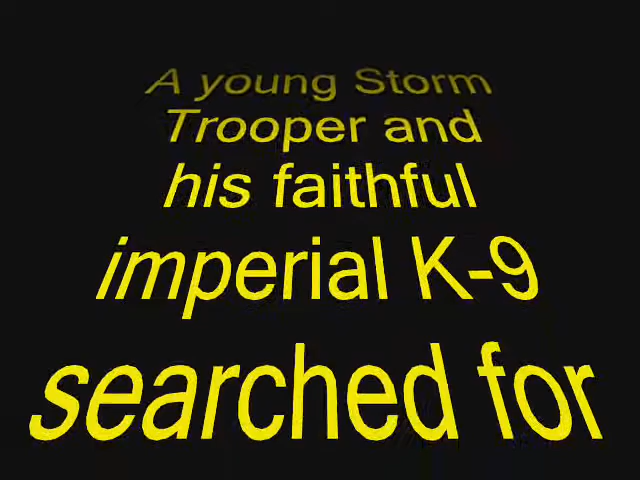 A young Storm
Trooper and
his faithful
imperial K-9
searched for